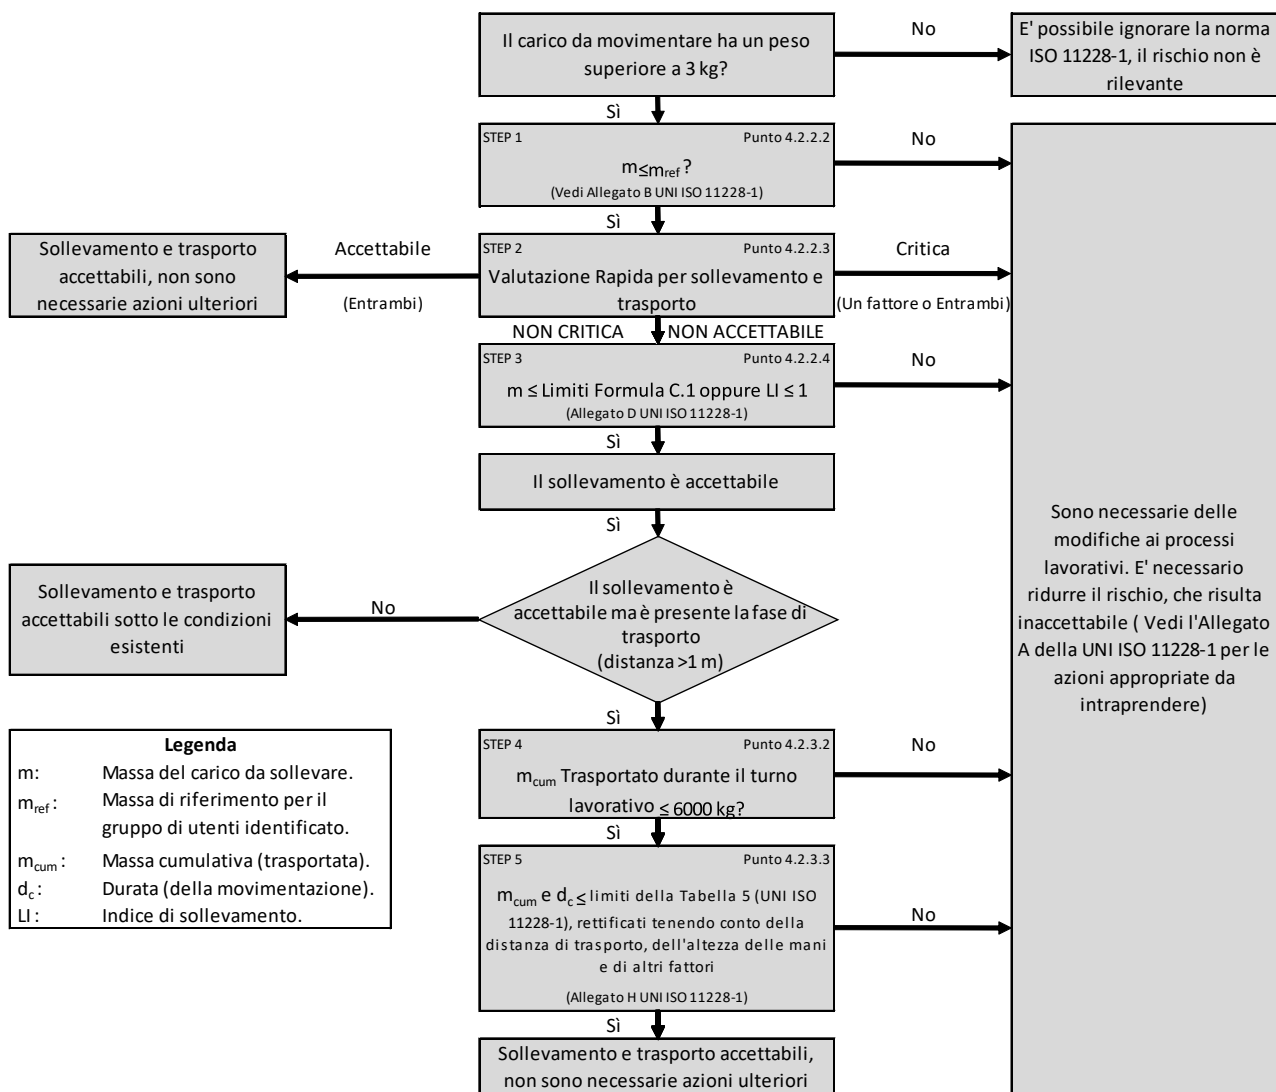 Il carico da movimentare ha un peso
superiore a 3 kg?
No
E' possibile ignorare la norma
ISO 11228-1, il rischio non è
rilevante
Sì
STEP 1 Punto 4.2.2.2
m≤mref ?
(Vedi Allegato B UNI ISO 11228-1)
No
Sì
Sollevamento e trasporto
accettabili, non sono
necessarie azioni ulteriori
Accettabile
(Entrambi)
STEP 2 Punto 4.2.2.3
Valutazione Rapida per sollevamento e
trasporto
Critica
(Un fattore o Entrambi)
NON CRITICA NON ACCETTABILE
STEP 3 Punto 4.2.2.4
m ≤ Limiti Formula C.1 oppure LI ≤ 1
(Allegato D UNI ISO 11228-1)
No
Sì
Il sollevamento è accettabile
Sì
Il sollevamento è
accettabile ma è presente la fase di
trasporto
(distanza >1 m)
No
Sollevamento e trasporto
accettabili sotto le condizioni
esistenti
Sono necessarie delle
modifiche ai processi
lavorativi. E' necessario
ridurre il rischio, che risulta
inaccettabile ( Vedi l'Allegato
A della UNI ISO 11228-1 per le
azioni appropriate da
intraprendere)
Sì
STEP 4 Punto 4.2.3.2
mcum Trasportato durante il turno
lavorativo ≤ 6000 kg?
No
Sì
STEP 5 Punto 4.2.3.3
mcum e dc ≤ limiti della Tabella 5 (UNI ISO
11228-1), rettificati tenendo conto della
distanza di trasporto, dell'altezza delle mani
e di altri fattori
(Allegato H UNI ISO 11228-1)
No
Sì
Sollevamento e trasporto accettabili,
non sono necessarie azioni ulteriori
Legenda
m: Massa del carico da sollevare.
mref : Massa di riferimento per il
gruppo di utenti identificato.
mcum : Massa cumulativa (trasportata).
dc : Durata (della movimentazione).
LI : Indice di sollevamento.